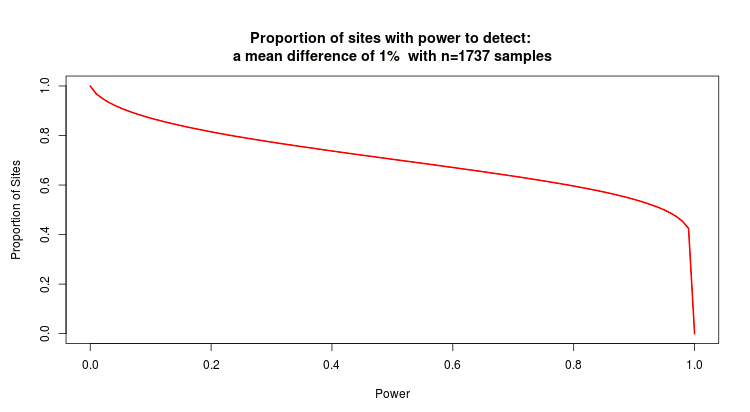 Proportion of sites with power to detect:
a mean difference of 1%  with n=1737 samples
1.0
0.8
0.6
0.4
0.2
0.0
Proportion of Sites
0.0 0.2 0.4 0.6 0.8 1.0
Power